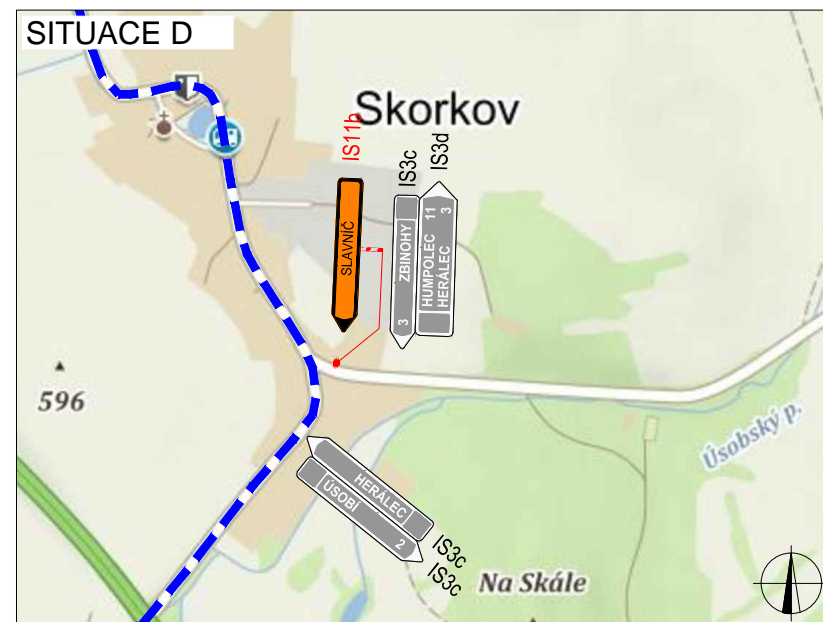 SITUACE D
Skorkov
IS11b
IS3c
IS3d
SLAVNÍČ
ZBINOHY 3
HUMPOLEC 11
HERÁLEC 3
596
Úsobský p.
HERÁLEC
ÚSOBÍ 2
IS3c
IS3c
Na Skále